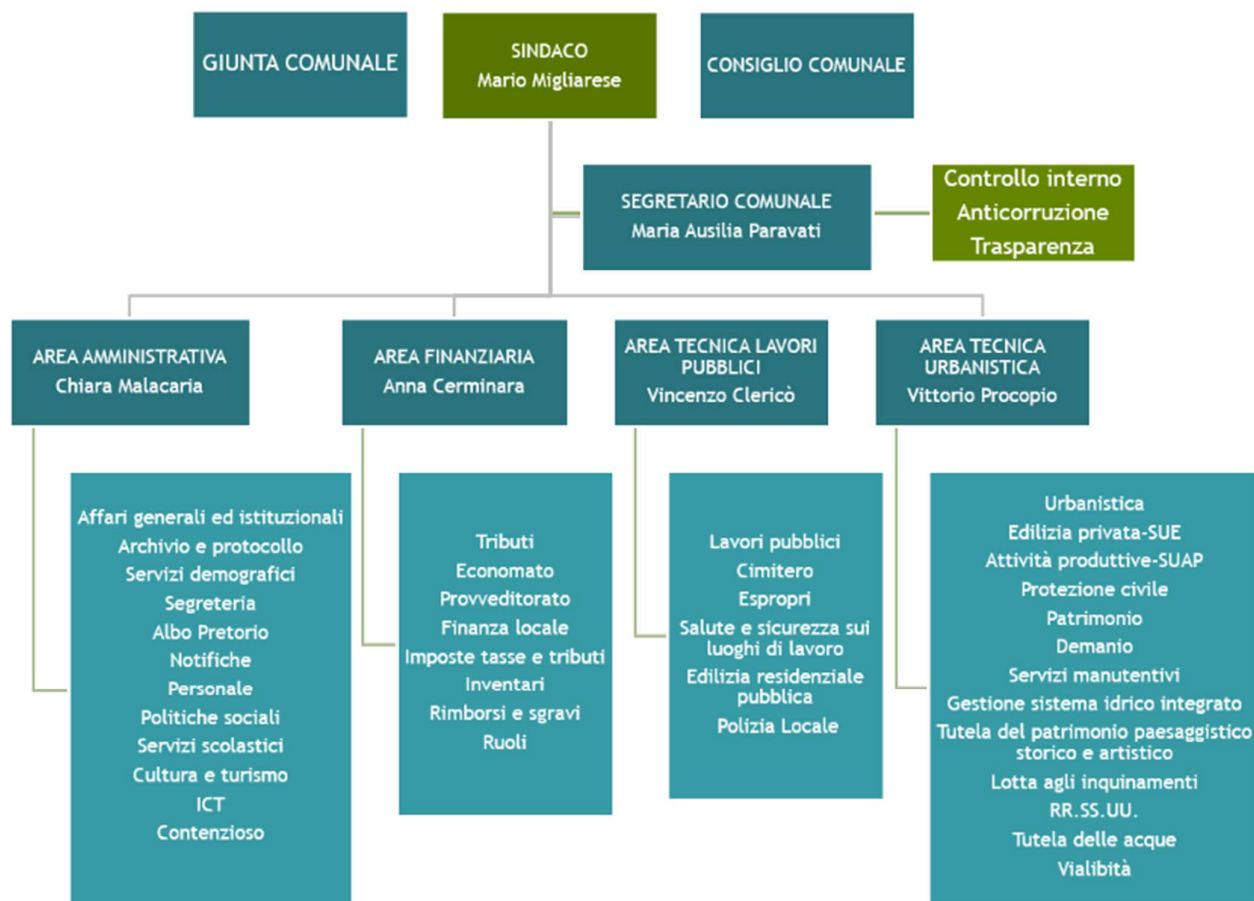 GIUNTA COMUNALE
SINDACO
Mario Migliarese
CONSIGLIO COMUNALE
SEGRETARIO COMUNALE
Maria Ausilia Paravati
Controllo interno
Anticorruzione
Trasparenza
AREA AMMINISTRATIVA
Chiara Malacaria
AREA FINANZIARIA
Anna Cerminara
AREA TECNICA LAVORI
PUBBLICI
Vincenzo Clericò
AREA TECNICA
URBANISTICA
Vittorio Procopio
Affari generali ed istituzionali
Archivio e protocollo
Servizi demografici
Segreteria
Albo Pretorio
Notifiche
Personale
Politiche sociali
Servizi scolastici
Cultura e turismo
ICT
Contenzioso
Tributi
Economato
Provveditorato
Finanza locale
Imposte tasse e tributi
Inventari
Rimborsi e sgravi
Ruoli
Lavori pubblici
Cimitero
Espropri
Salute e sicurezza sui
luoghi di lavoro
Edilizia residenziale
pubblica
Polizia Locale
Urbanistica
Edilizia privata-SUE
Attività produttive-SUAP
Protezione civile
Patrimonio
Demanio
Servizi manutentivi
Gestione sistema idrico integrato
Tutela del patrimonio paesaggistico
storico e artistico
Lotta agli inquinamenti
RR.SS.UU.
Tutela delle acque
Vialibità